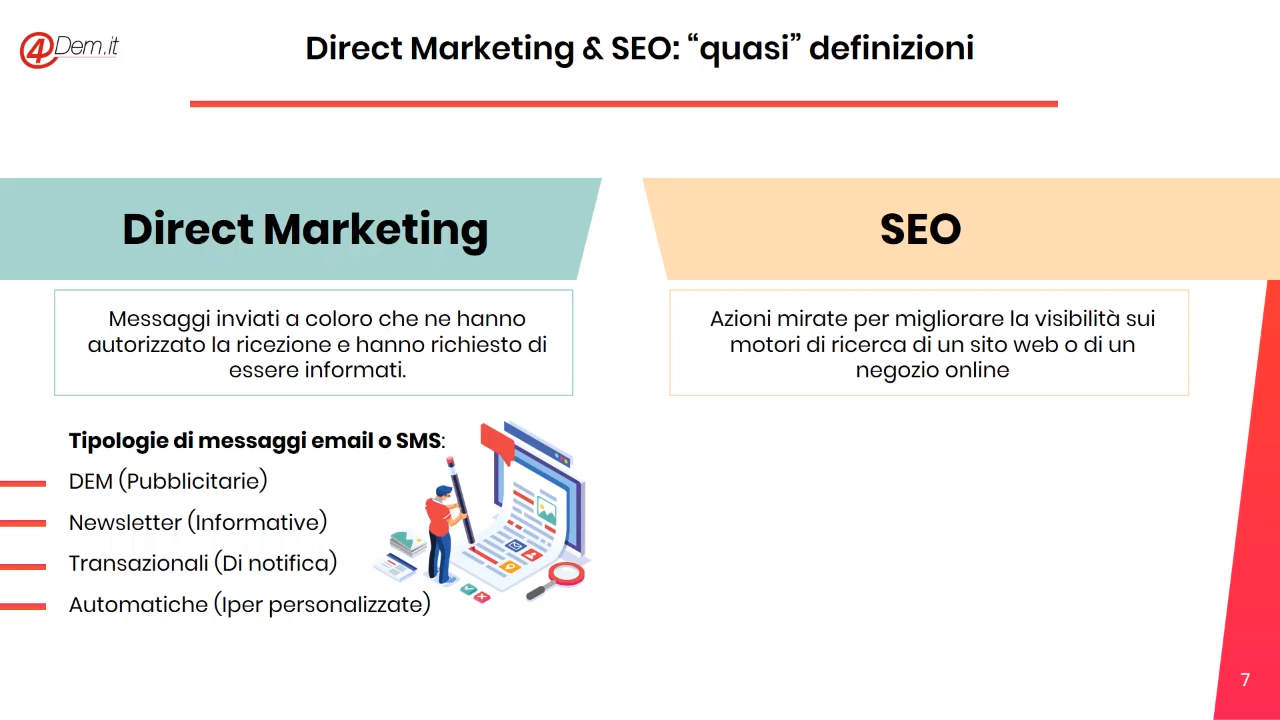 4Dem.it
Direct Marketing & SEO: “quasi” definizioni
Direct Marketing
Messaggi inviati a coloro che ne hanno
autorizzato la ricezione e hanno richiesto di
essere informati.
Tipologie di messaggi email o SMS:
DEM (Pubblicitarie)
Newsletter (Informative)
Transazionali (Di notifica)
Automatiche (Iper personalizzate)
SEO
Azioni mirate per migliorare la visibilità sui
motori di ricerca di un sito web o di un
negozio online
7